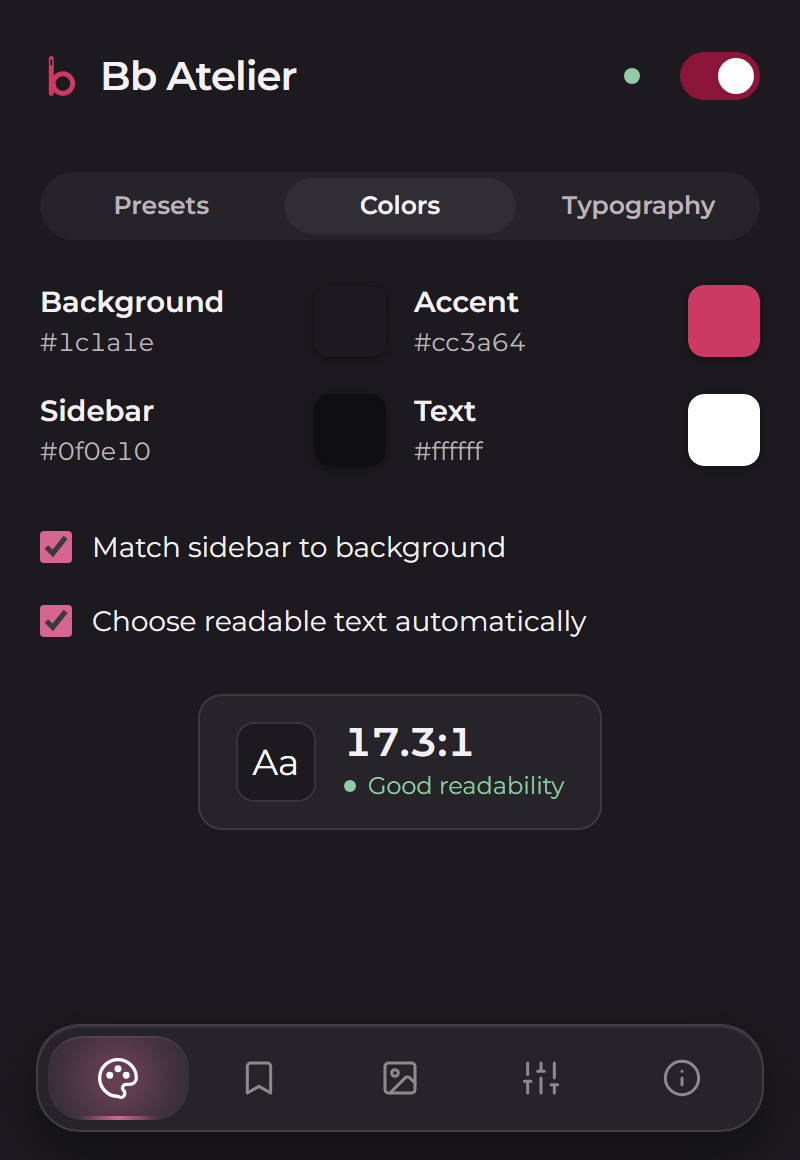 Bb Atelier
Presets
Colors
Typography
Background
#1c1a1e
Accent
#cc3a64
Sidebar
#0f0e10
Text
#ffffff
Match sidebar to background
Choose readable text automatically
Aa
17.3:1
Good readability